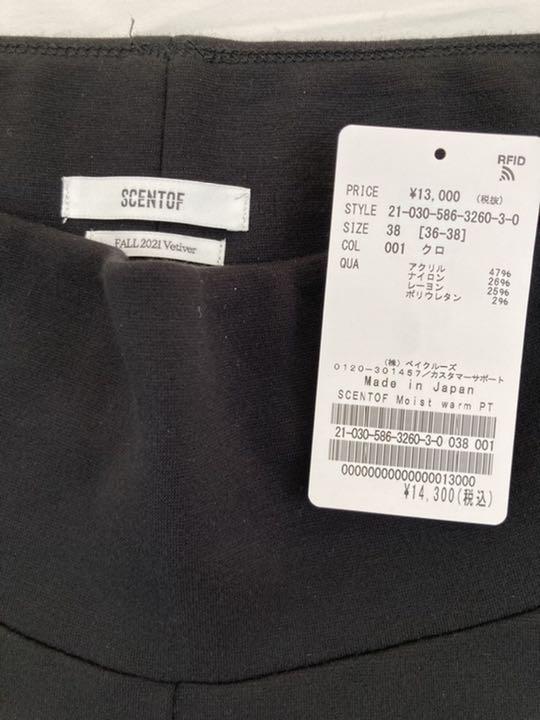 SCENTOF
FALL 2021 Vetiver
RFID
PRICE ¥13,000 (税抜)
STYLE 21-030-586-3260-3-0
SIZE 38 [36-38]
COL 001 クロ
QUA アクリル 47%
ナイロン 26%
レーヨン 25%
ポリウレタン 2%
(株)ベイクルーズ
0120-301457/カスタマーサポート
Made in Japan
SCENTOF Moist warm PT
21-030-586-3260-3-0 038 001
0000000000000013000
¥14,300(税込)